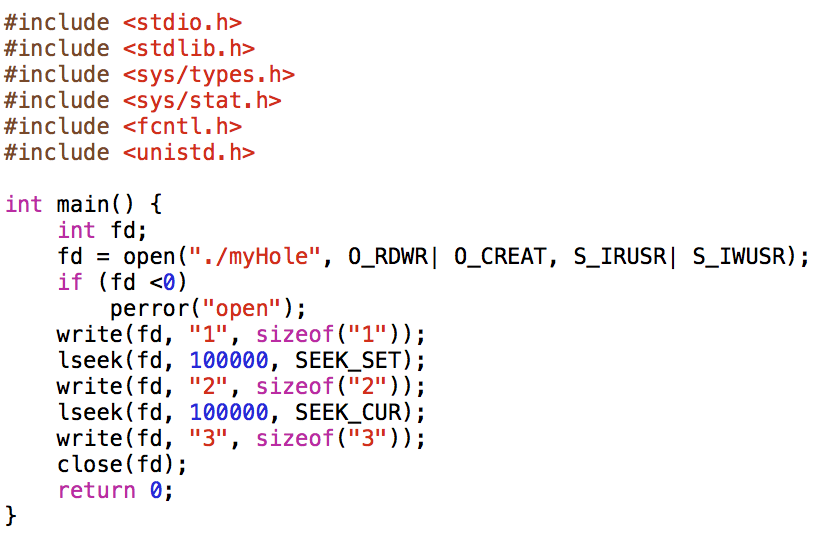 #include <stdio.h>
#include <stdlib.h>
#include <sys/types.h>
#include <sys/stat.h>
#include <fcntl.h>
#include <unistd.h>

int main() {
    int fd;
    fd = open("./myHole", O_RDWR| O_CREAT, S_IRUSR| S_IWUSR);
    if (fd <0)
        perror("open");
    write(fd, "1", sizeof("1"));
    lseek(fd, 100000, SEEK_SET);
    write(fd, "2", sizeof("2"));
    lseek(fd, 100000, SEEK_CUR);
    write(fd, "3", sizeof("3"));
    close(fd);
    return 0;
}